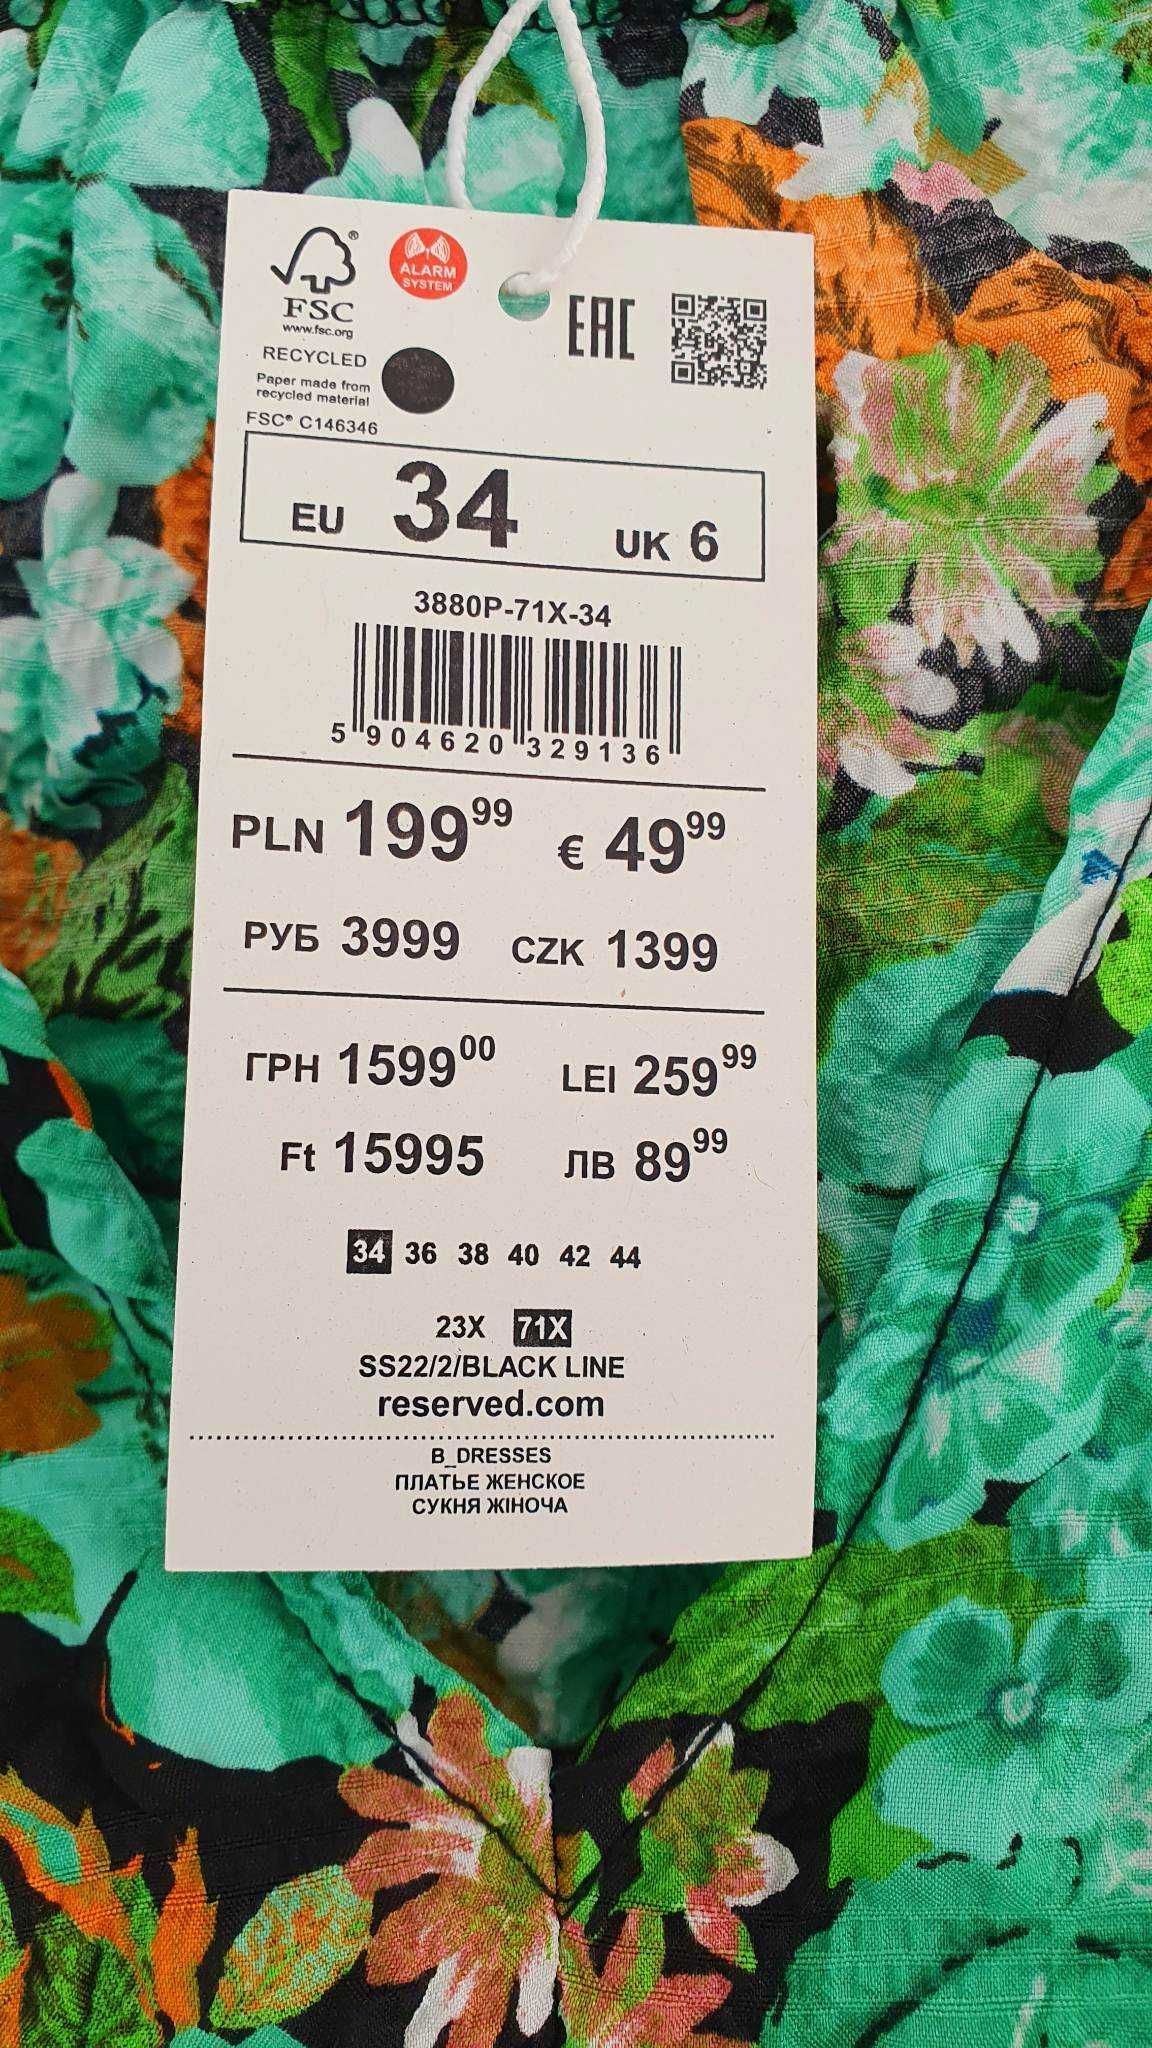 FSC®
www.fsc.org
RECYCLED
Paper made from
recycled material
FSC® C146346
ALARM
SYSTEM
EAC
EU 34 UK 6
3880P-71X-34
5 904620 329136
PLN 199 99 € 49 99
РУБ 3999 CZK 1399
ГРН 1599 00 LEI 259 99
Ft 15995 ЛВ 89 99
34 36 38 40 42 44
23X 71X
SS22/2/BLACK LINE
reserved.com
B_DRESSES
ПЛАТЬЕ ЖЕНСКОЕ
СУКНЯ ЖІНОЧА